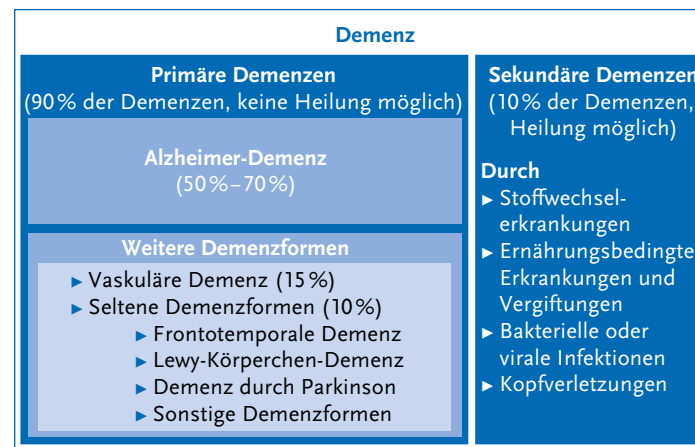 Demenz
Primäre Demenzen
(90 % der Demenzen, keine Heilung möglich)
Alzheimer-Demenz
(50 %–70 %)
Weitere Demenzformen
► Vaskuläre Demenz (15 %)
► Seltene Demenzformen (10 %)
► Frontotemporale Demenz
► Lewy-Körperchen-Demenz
► Demenz durch Parkinson
► Sonstige Demenzformen
Sekundäre Demenzen
(10 % der Demenzen,
Heilung möglich)
Durch
► Stoffwechsel-
erkrankungen
► Ernährungsbedingte
Erkrankungen und
Vergiftungen
► Bakterielle oder
virale Infektionen
► Kopfverletzungen